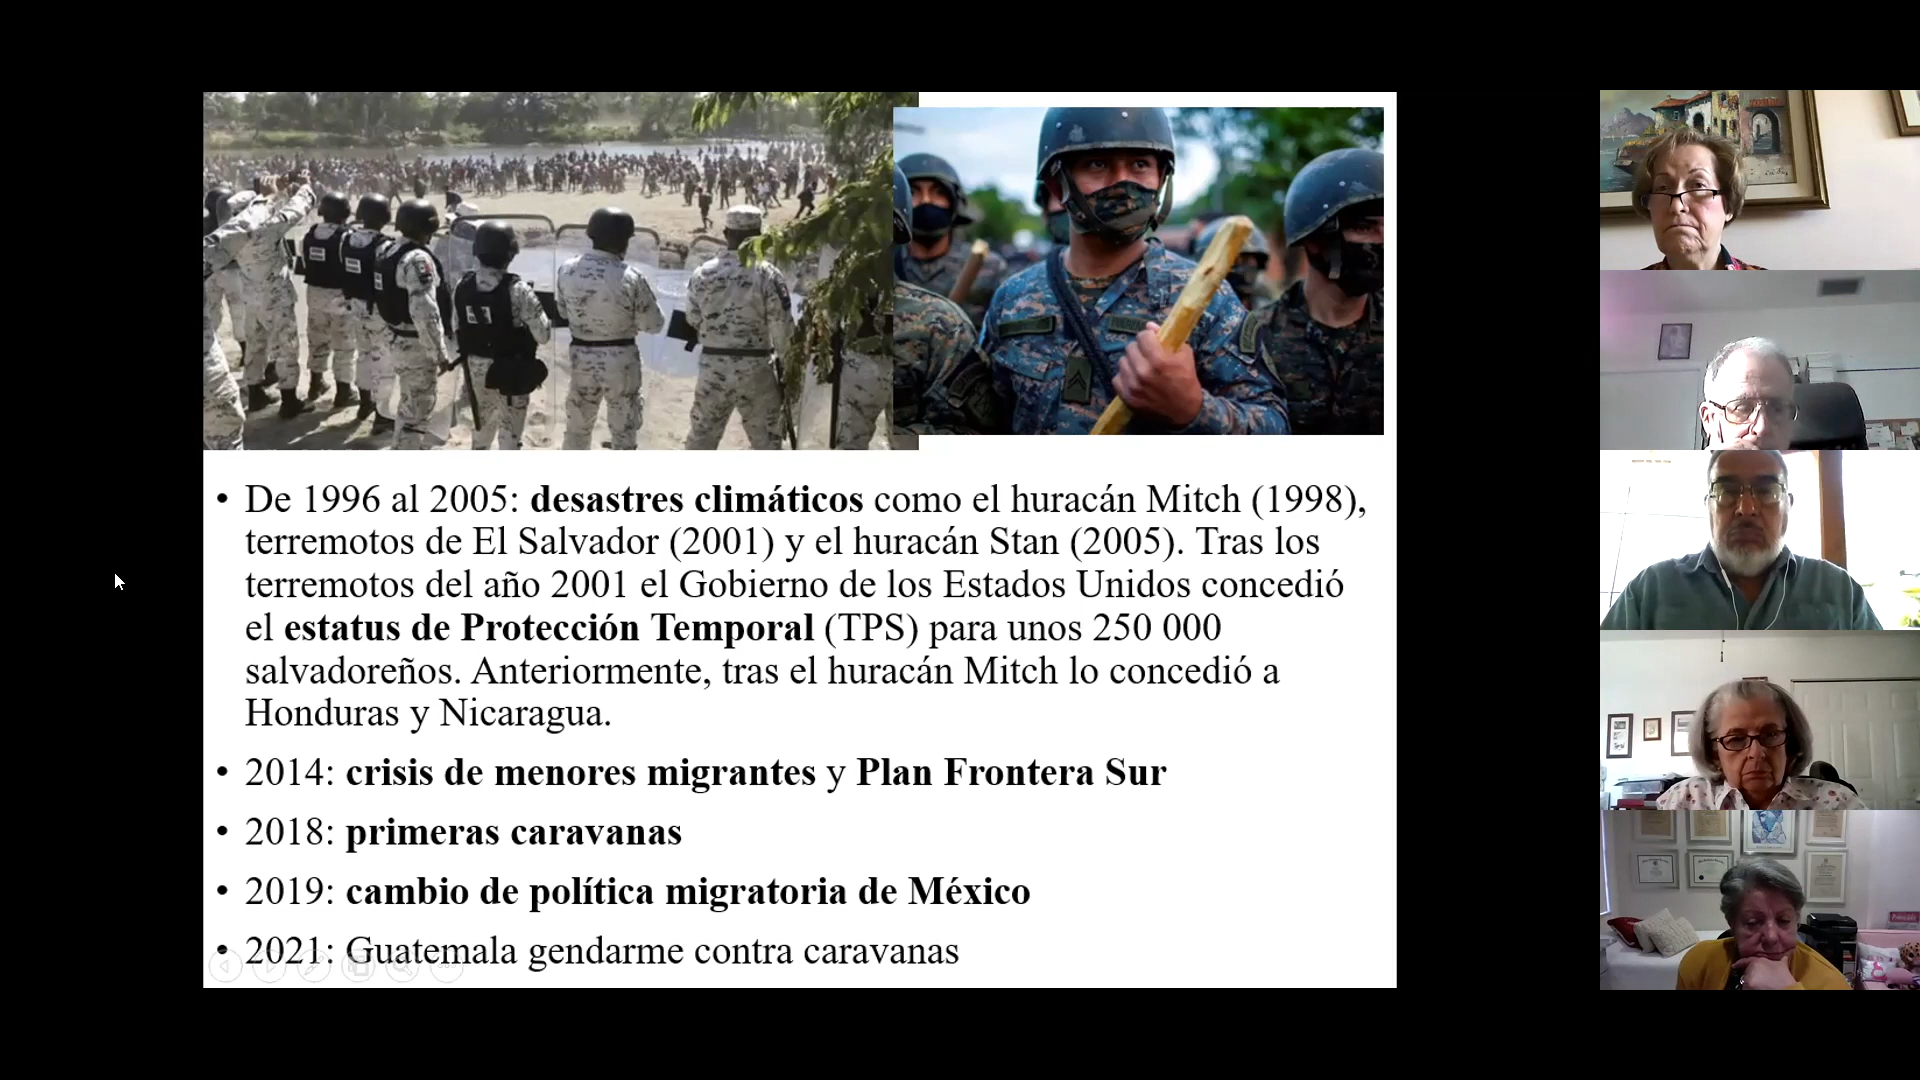 • De 1996 al 2005: desastres climáticos como el huracán Mitch (1998),
terremotos de El Salvador (2001) y el huracán Stan (2005). Tras los
terremotos del año 2001 el Gobierno de los Estados Unidos concedió
el estatus de Protección Temporal (TPS) para unos 250 000
salvadoreños. Anteriormente, tras el huracán Mitch lo concedió a
Honduras y Nicaragua.
• 2014: crisis de menores migrantes y Plan Frontera Sur
• 2018: primeras caravanas
• 2019: cambio de política migratoria de México
• 2021: Guatemala gendarme contra caravanas